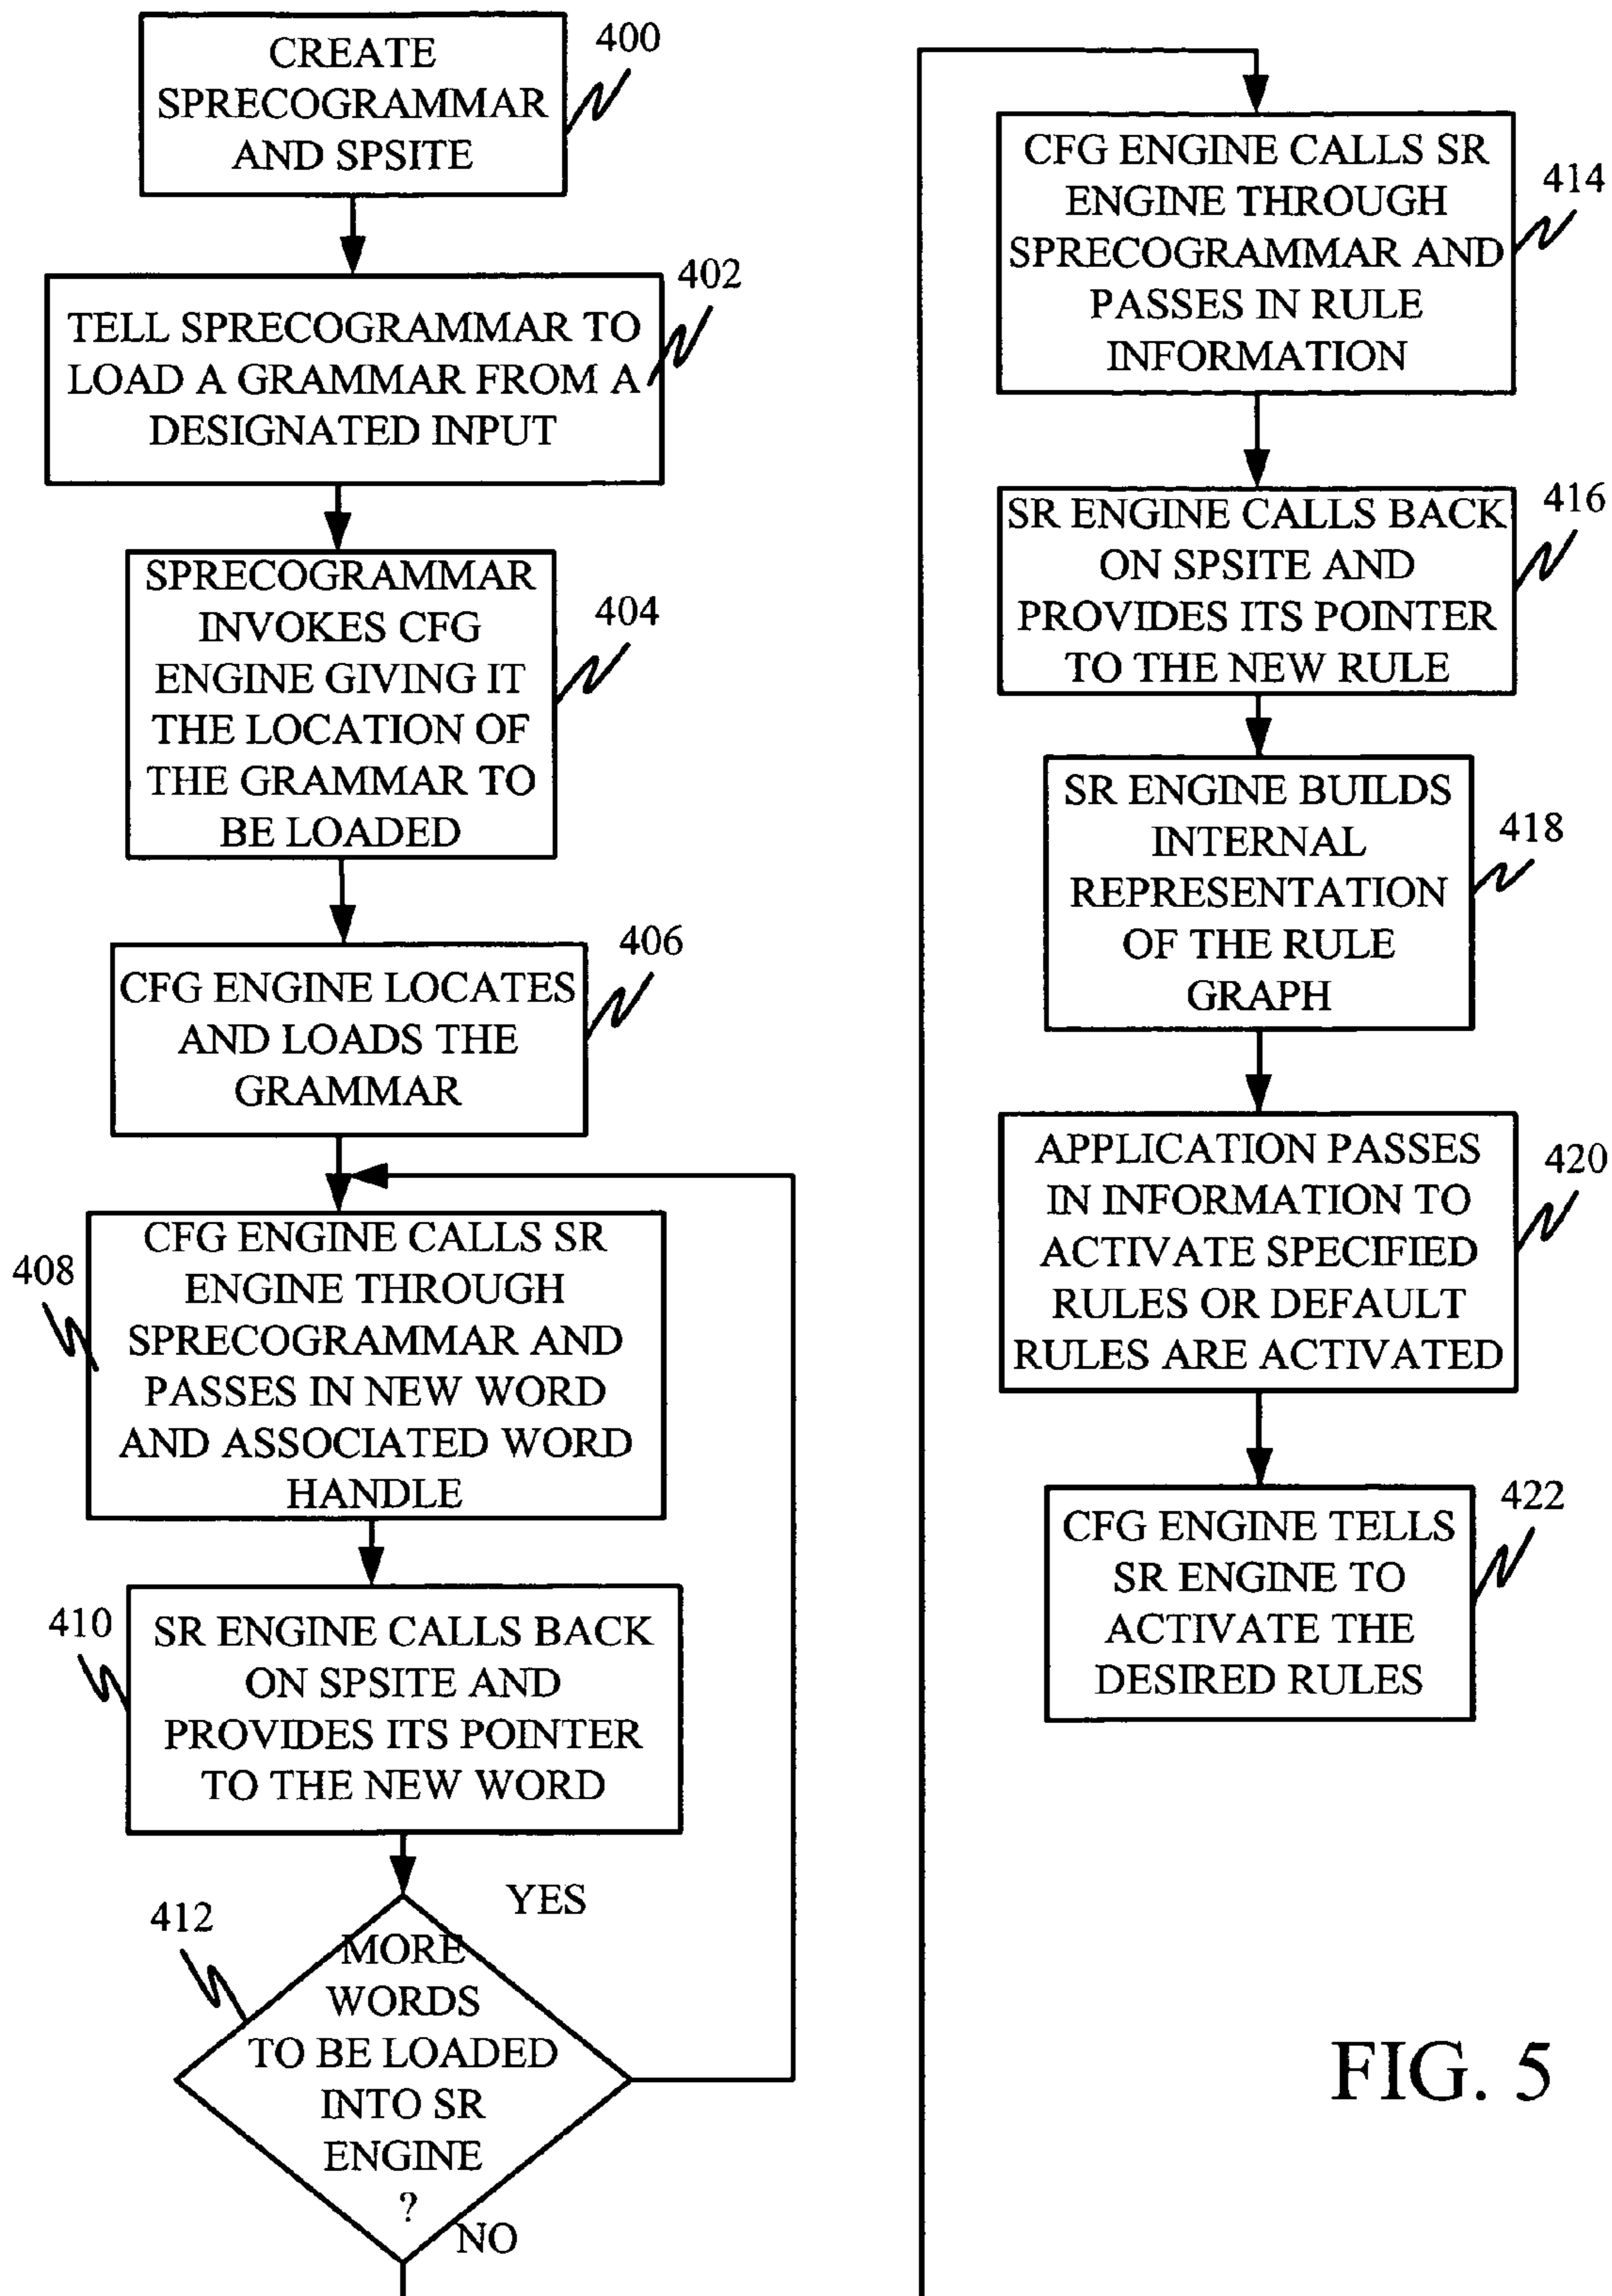 CREATE
SPRECOGRAMMAR
AND SPSITE
400
TELL SPRECOGRAMMAR TO
LOAD A GRAMMAR FROM A
DESIGNATED INPUT
402
SPRECOGRAMMAR
INVOKES CFG
ENGINE GIVING IT
THE LOCATION OF
THE GRAMMAR TO
BE LOADED
404
CFG ENGINE LOCATES
AND LOADS THE
GRAMMAR
406
CFG ENGINE CALLS SR
ENGINE THROUGH
SPRECOGRAMMAR AND
PASSES IN NEW WORD
AND ASSOCIATED WORD
HANDLE
408
SR ENGINE CALLS BACK
ON SPSITE AND
PROVIDES ITS POINTER
TO THE NEW WORD
410
YES
412
MORE
WORDS
TO BE LOADED
INTO SR
ENGINE
?
NO
CFG ENGINE CALLS SR
ENGINE THROUGH
SPRECOGRAMMAR AND
PASSES IN RULE
INFORMATION
414
SR ENGINE CALLS BACK
ON SPSITE AND
PROVIDES ITS POINTER
TO THE NEW RULE
416
SR ENGINE BUILDS
INTERNAL
REPRESENTATION
OF THE RULE
GRAPH
418
APPLICATION PASSES
IN INFORMATION TO
ACTIVATE SPECIFIED
RULES OR DEFAULT
RULES ARE ACTIVATED
420
CFG ENGINE TELLS
SR ENGINE TO
ACTIVATE THE
DESIRED RULES
422
FIG. 5